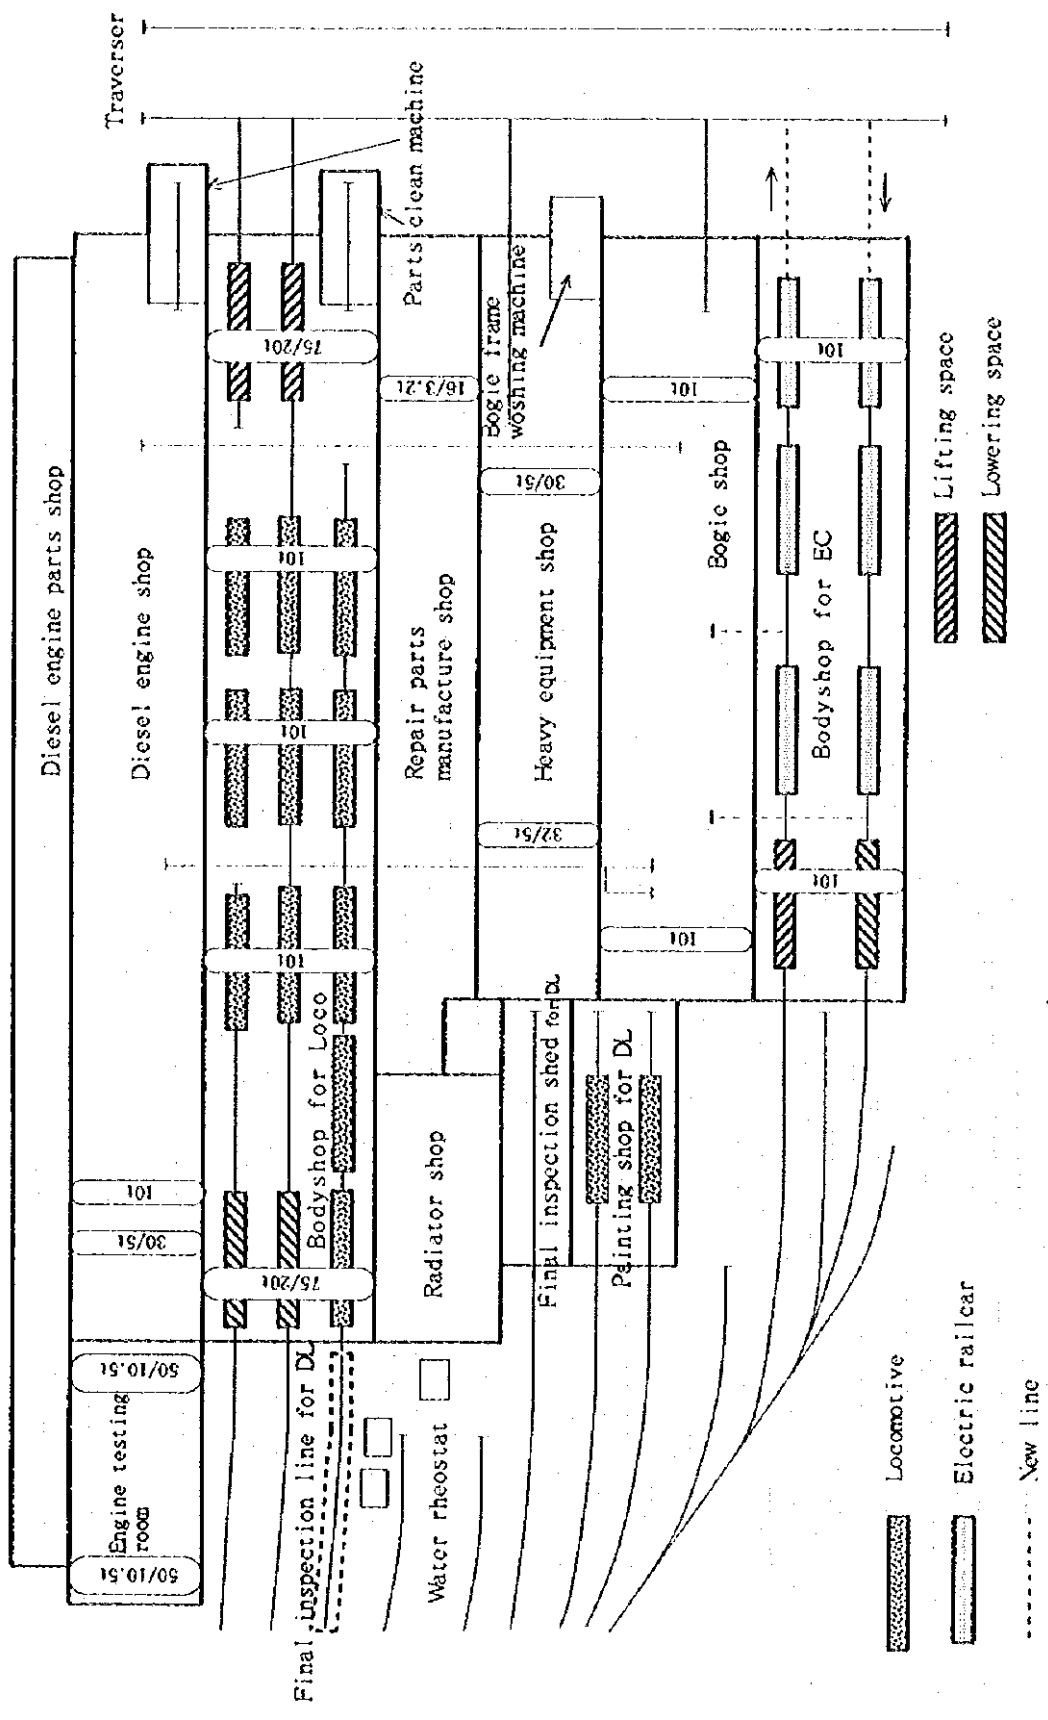 Traverser
Parts clean machine
Diesel engine parts shop
Diesel engine shop
75/20t
16/3.2t
Bogie frame
woshing machine
10t
10t
30/5t
10t
Repair parts
manufacture shop
Heavy equipment shop
Bogie shop
Bodyshop for EC
10t
32/5t
10t
10t
10t
Bodyshop for Loco
10t
30/5t
75/20t
Radiator shop
Final inspection shed for DL
Painting shop for DL
50/10.5t
Engine testing
room
50/10.5t
Final inspection line for DL
Water rheostat
Lifting space
Lowering space
Locomotive
Electric railcar
New line